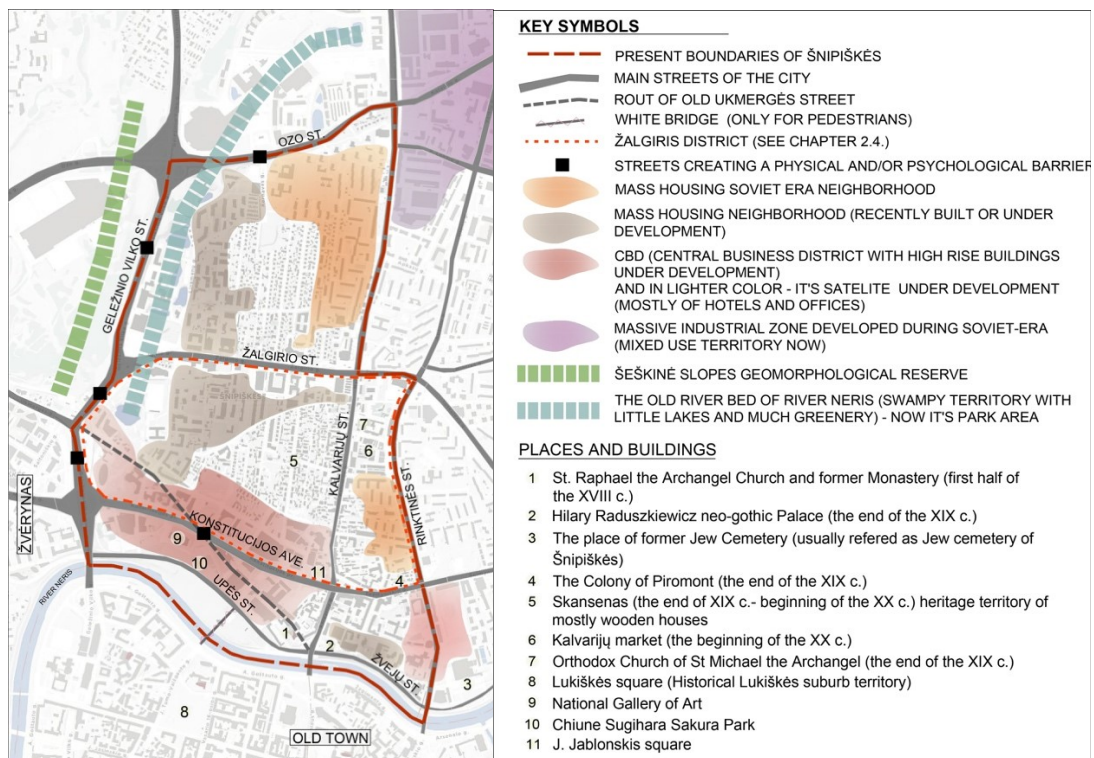 OZO ST.
GELEŽINIO VILKO ST.
ŽALGIRIO ST.
ŠNIPIŠKĖS
KALVARIJŲ ST.
7
6
5
RINKTINĖS ST.
ŽVĖRYNAS
KONSTITUCIJOS AVE.
9
10
11
4
UPĖS ST.
RIVER NERIS
1
2
ŽVEJŲ ST.
3
8
OLD TOWN
KEY SYMBOLS
PRESENT BOUNDARIES OF ŠNIPIŠKĖS
MAIN STREETS OF THE CITY
ROUT OF OLD UKMERGĖS STREET
WHITE BRIDGE (ONLY FOR PEDESTRIANS)
ŽALGIRIS DISTRICT (SEE CHAPTER 2.4.)
STREETS CREATING A PHYSICAL AND/OR PSYCHOLOGICAL BARRIER
MASS HOUSING SOVIET ERA NEIGHBORHOOD
MASS HOUSING NEIGHBORHOOD (RECENTLY BUILT OR UNDER
DEVELOPMENT)
CBD (CENTRAL BUSINESS DISTRICT WITH HIGH RISE BUILDINGS
UNDER DEVELOPMENT)
AND IN LIGHTER COLOR - IT'S SATELITE UNDER DEVELOPMENT
(MOSTLY OF HOTELS AND OFFICES)
MASSIVE INDUSTRIAL ZONE DEVELOPED DURING SOVIET-ERA
(MIXED USE TERRITORY NOW)
ŠEŠKINĖ SLOPES GEOMORPHOLOGICAL RESERVE
THE OLD RIVER BED OF RIVER NERIS (SWAMPY TERRITORY WITH
LITTLE LAKES AND MUCH GREENERY) - NOW IT'S PARK AREA
PLACES AND BUILDINGS
1 St. Raphael the Archangel Church and former Monastery (first half of
the XVIII c.)
2 Hilary Raduszkiewicz neo-gothic Palace (the end of the XIX c.)
3 The place of former Jew Cemetery (usually refered as Jew cemetery of
Šnipiškės)
4 The Colony of Piromont (the end of the XIX c.)
5 Skansenas (the end of XIX c.- beginning of the XX c.) heritage territory of
mostly wooden houses
6 Kalvarijų market (the beginning of the XX c.)
7 Orthodox Church of St Michael the Archangel (the end of the XIX c.)
8 Lukiškės square (Historical Lukiškės suburb territory)
9 National Gallery of Art
10 Chiune Sugihara Sakura Park
11 J. Jablonskis square